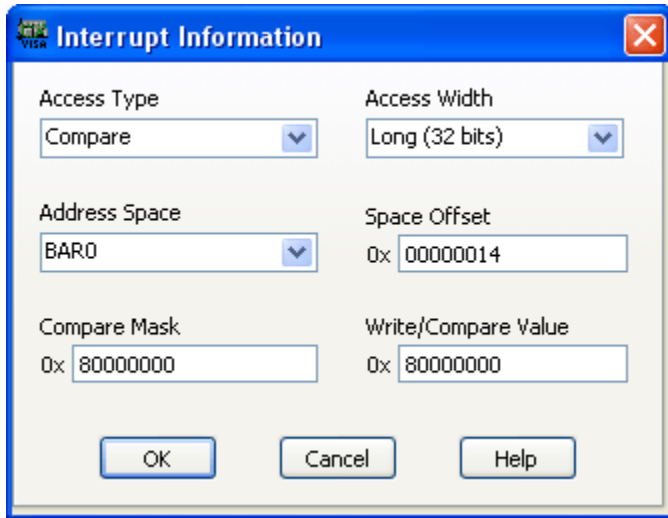 VISA Interrupt Information
Access Type Access Width
Compare Long (32 bits)
Address Space Space Offset
BAR0 0x 00000014
Compare Mask Write/Compare Value
0x 80000000 0x 80000000
OK Cancel Help